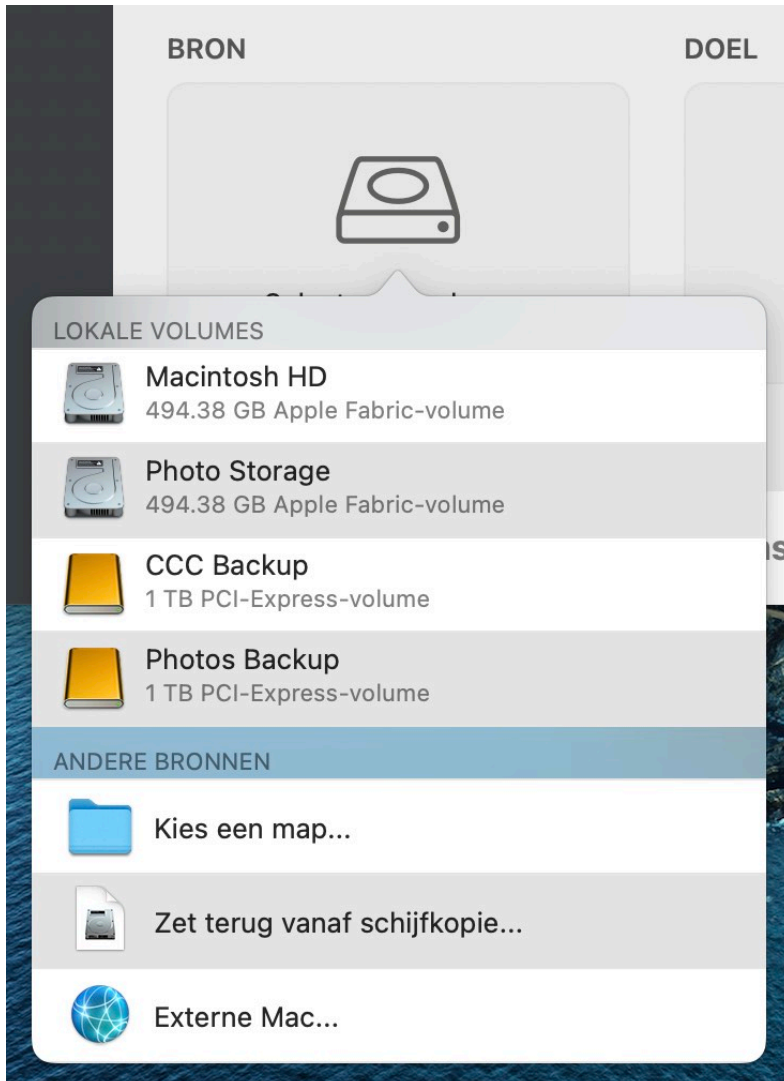 BRON
DOEL
LOKALE VOLUMES
Macintosh HD
494.38 GB Apple Fabric-volume
Photo Storage
494.38 GB Apple Fabric-volume
CCC Backup
1 TB PCI-Express-volume
Photos Backup
1 TB PCI-Express-volume
ANDERE BRONNEN
Kies een map...
Zet terug vanaf schijfkopie...
Externe Mac...